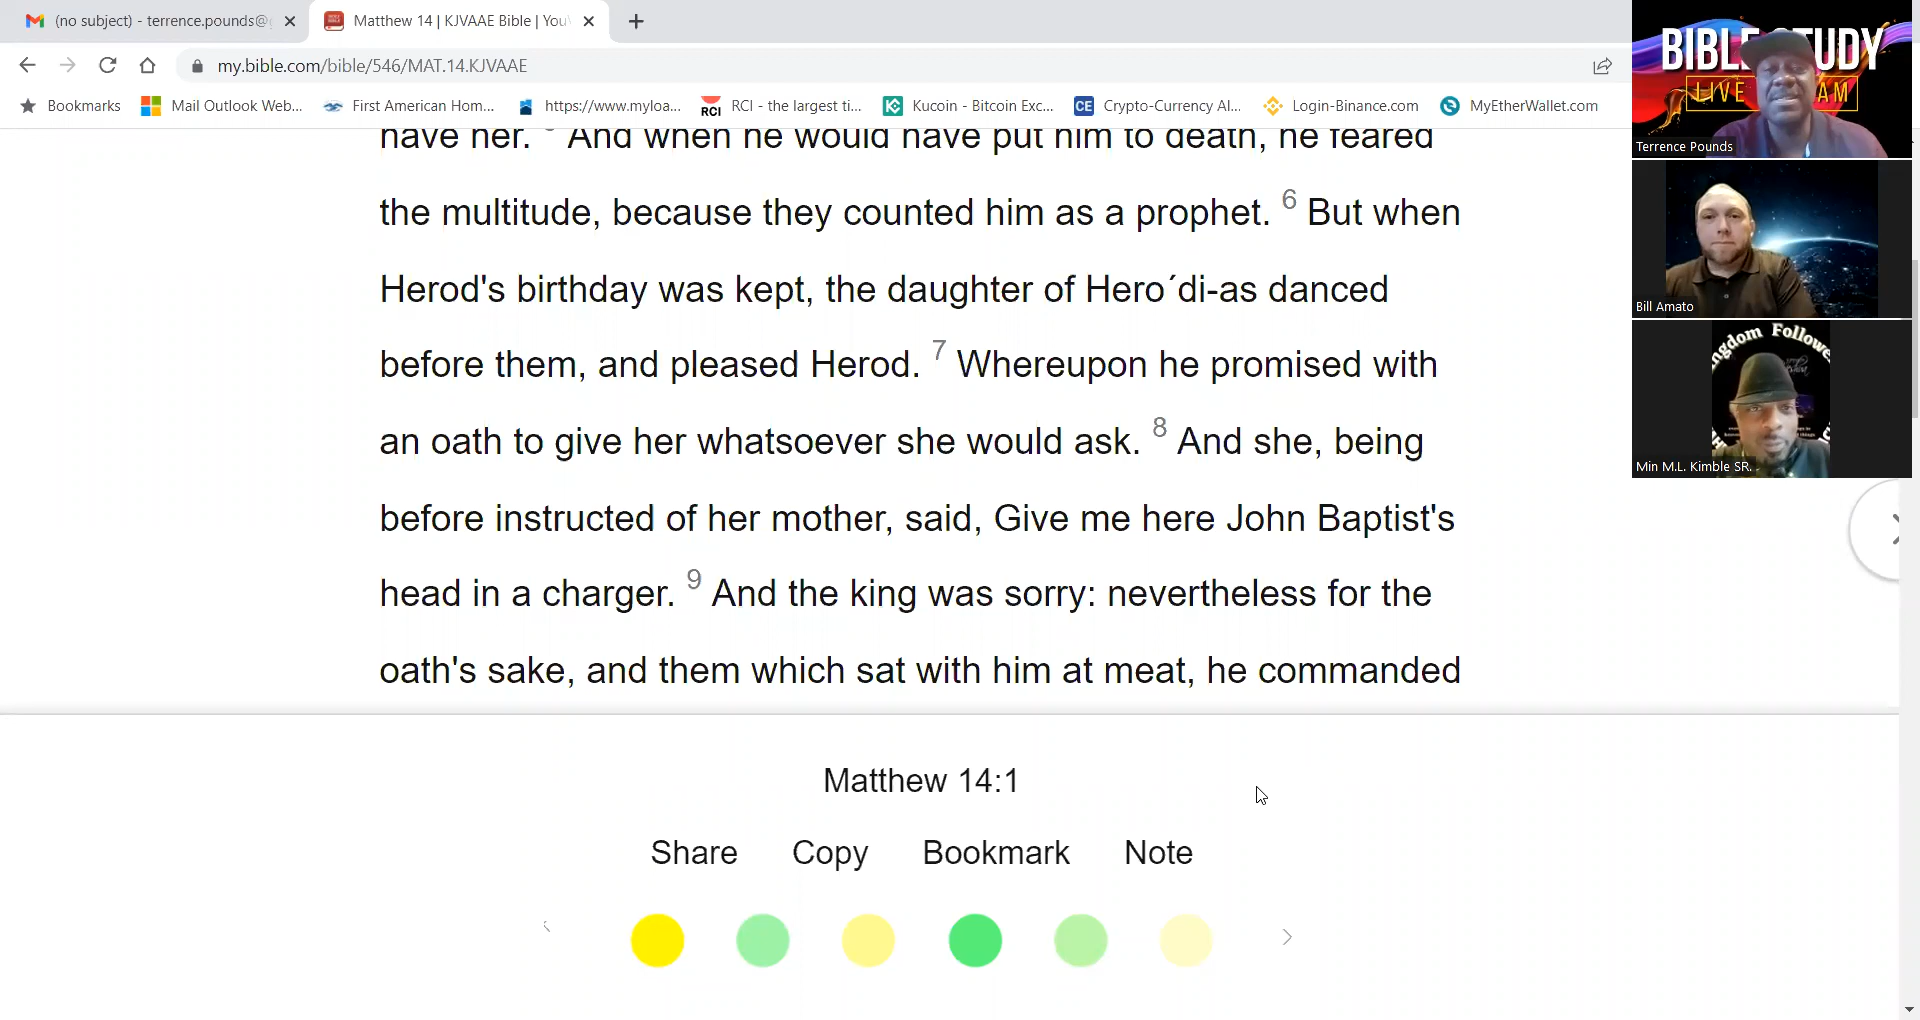 (no subject) - terrence.pounds@
Matthew 14 | KJVAAE Bible | You
my.bible.com/bible/546/MAT.14.KJVAAE
Bookmarks
Mail Outlook Web...
First American Hom...
https://www.myloa...
RCI
RCI - the largest ti...
Kucoin - Bitcoin Exc...
CE
Crypto-Currency Al...
Login-Binance.com
MyEtherWallet.com
have her. And when he would have put him to death, he feared
the multitude, because they counted him as a prophet. 6 But when
Herod's birthday was kept, the daughter of Hero´di-as danced
before them, and pleased Herod. 7 Whereupon he promised with
an oath to give her whatsoever she would ask. 8 And she, being
before instructed of her mother, said, Give me here John Baptist's
head in a charger. 9 And the king was sorry: nevertheless for the
oath's sake, and them which sat with him at meat, he commanded
Matthew 14:1
Share Copy Bookmark Note
LIVE AM
Terrence Pounds
Bill Amato
Min M.L. Kimble SR.